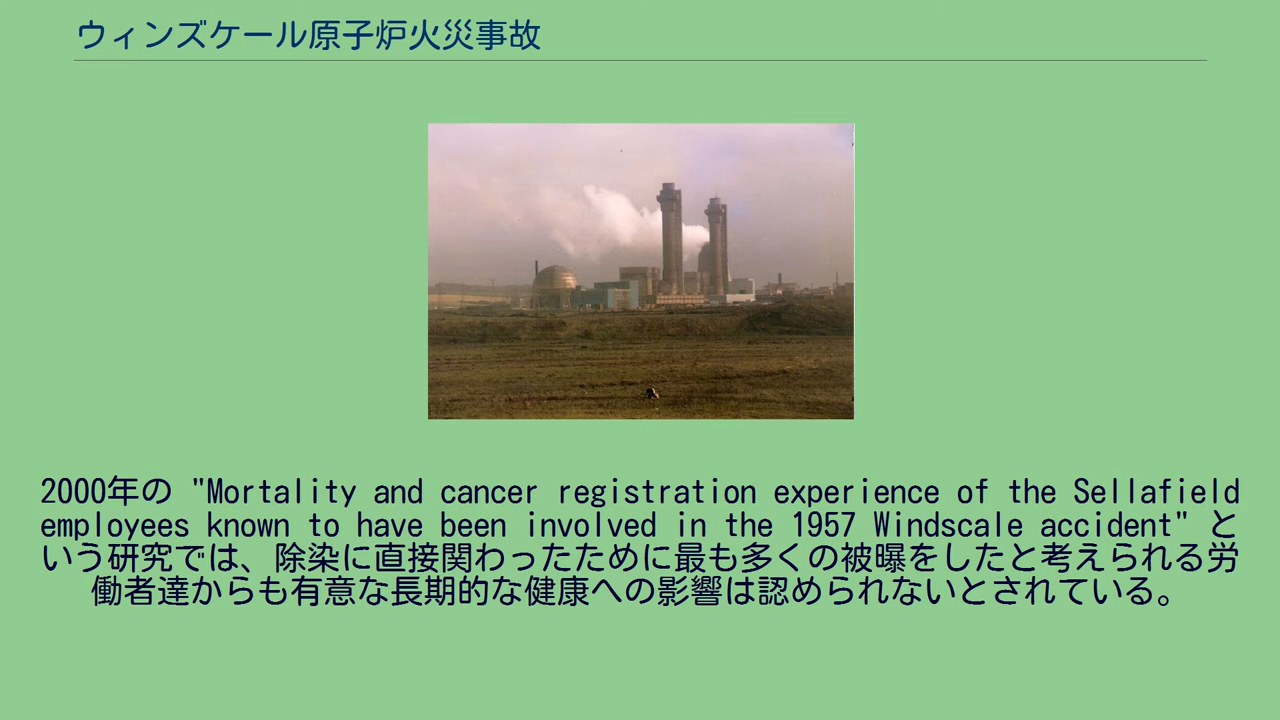 ウィンズケール原子炉火災事故
2000年の "Mortality and cancer registration experience of the Sellafield
employees known to have been involved in the 1957 Windscale accident" と
いう研究では、除染に直接関わったために最も多くの被曝をしたと考えられる労
働者達からも有意な長期的な健康への影響は認められないとされている。